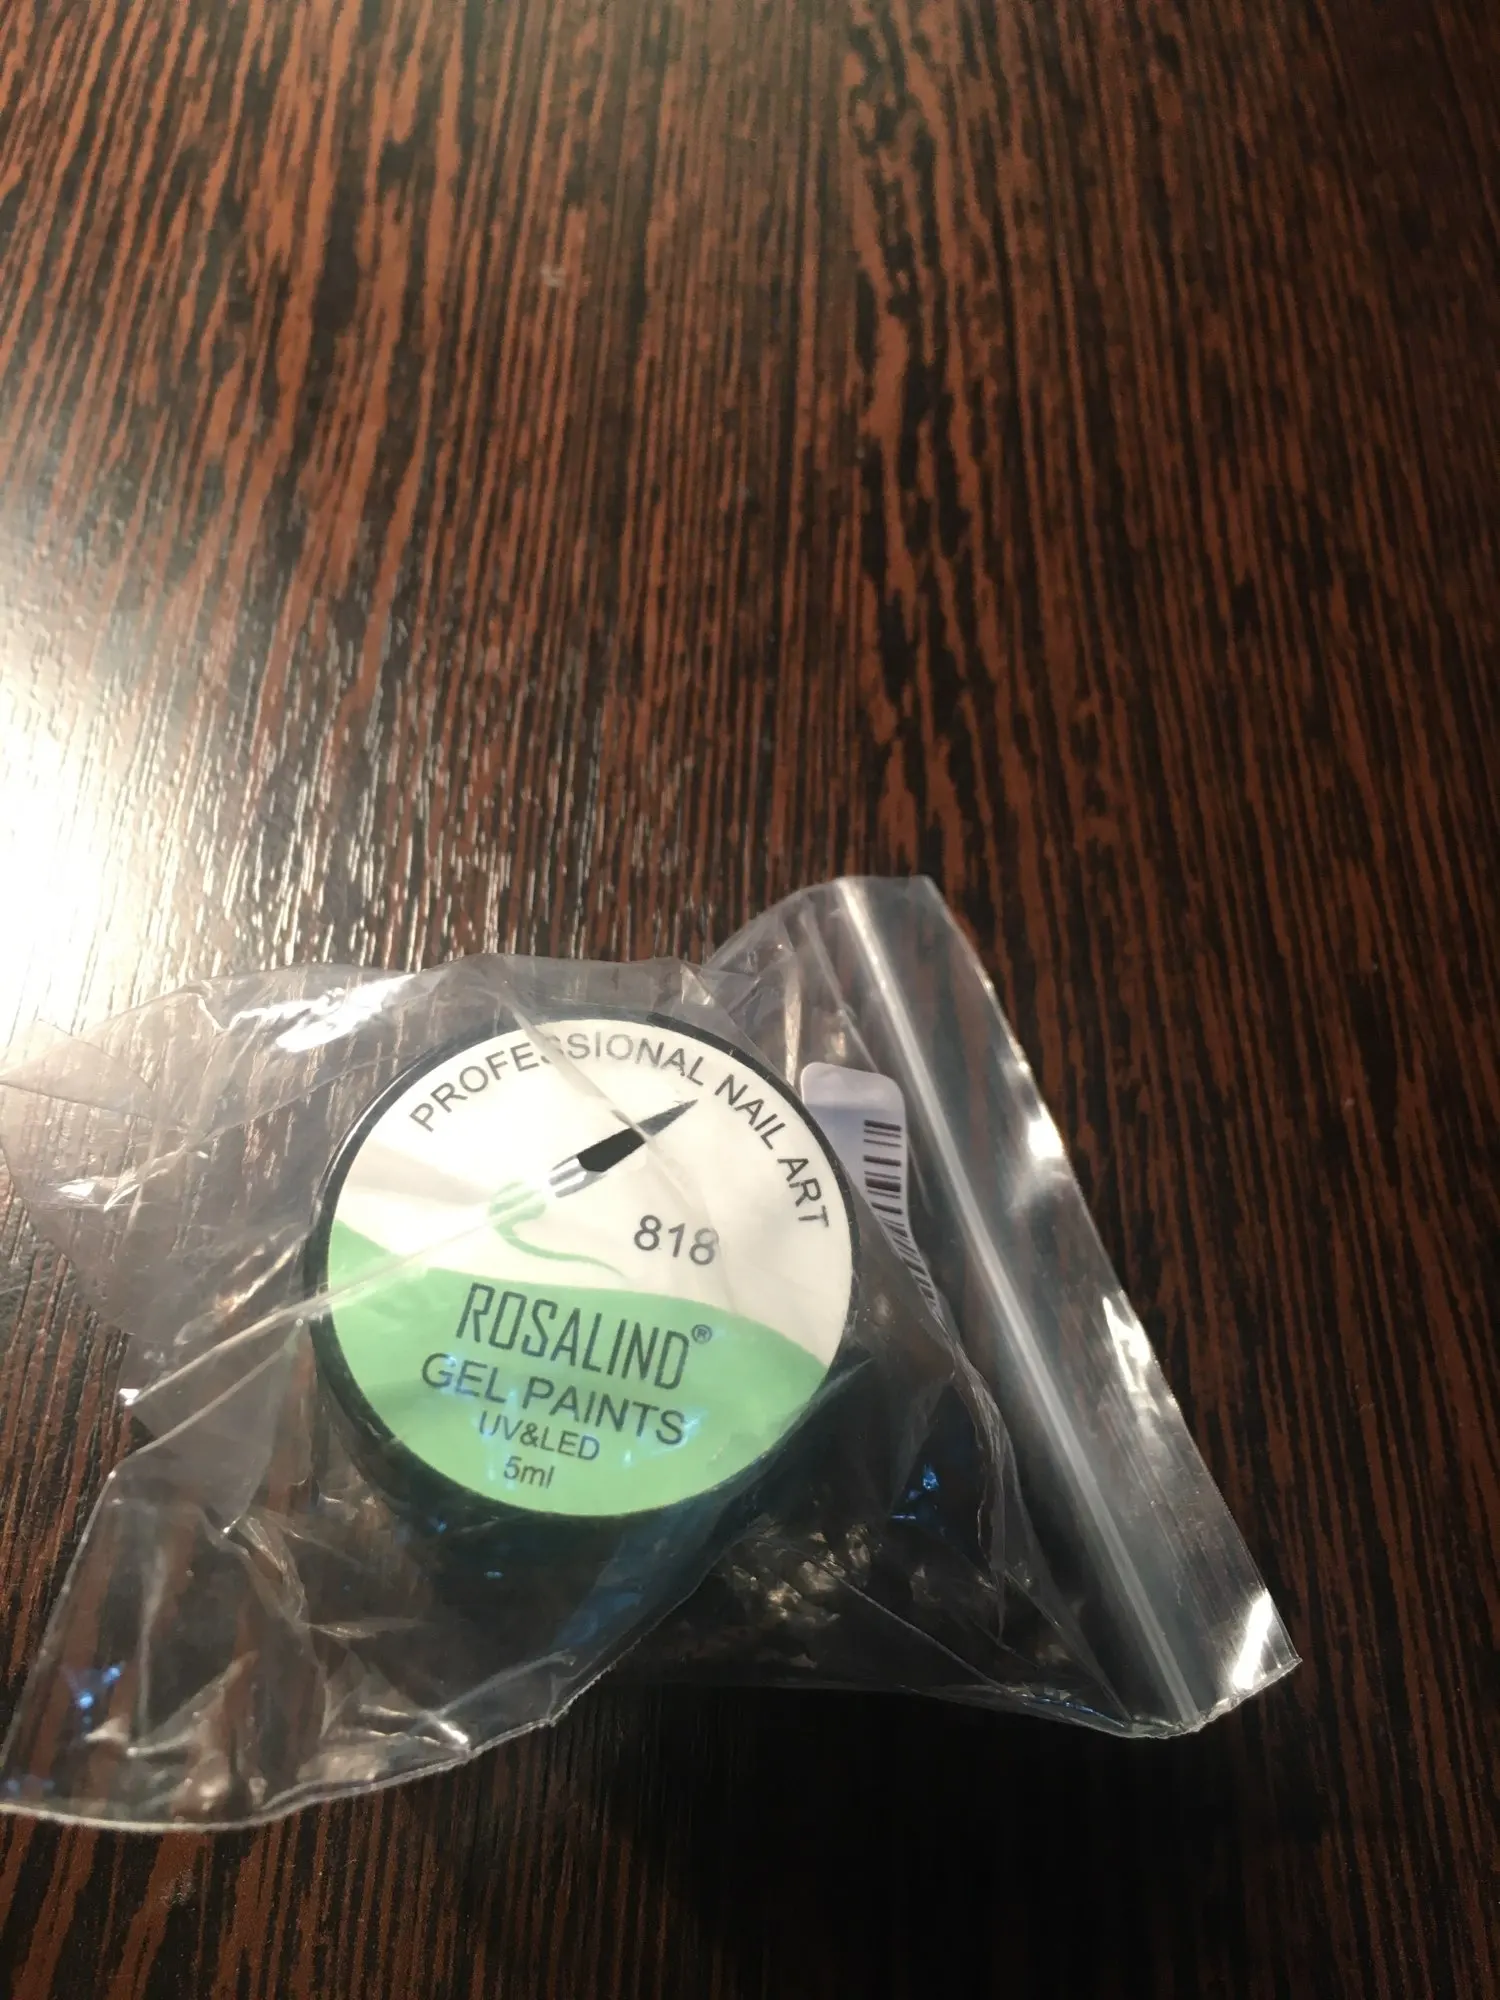 PROFESSIONAL NAIL ART
818
ROSALIND®
GEL PAINTS
UV&LED
5ml